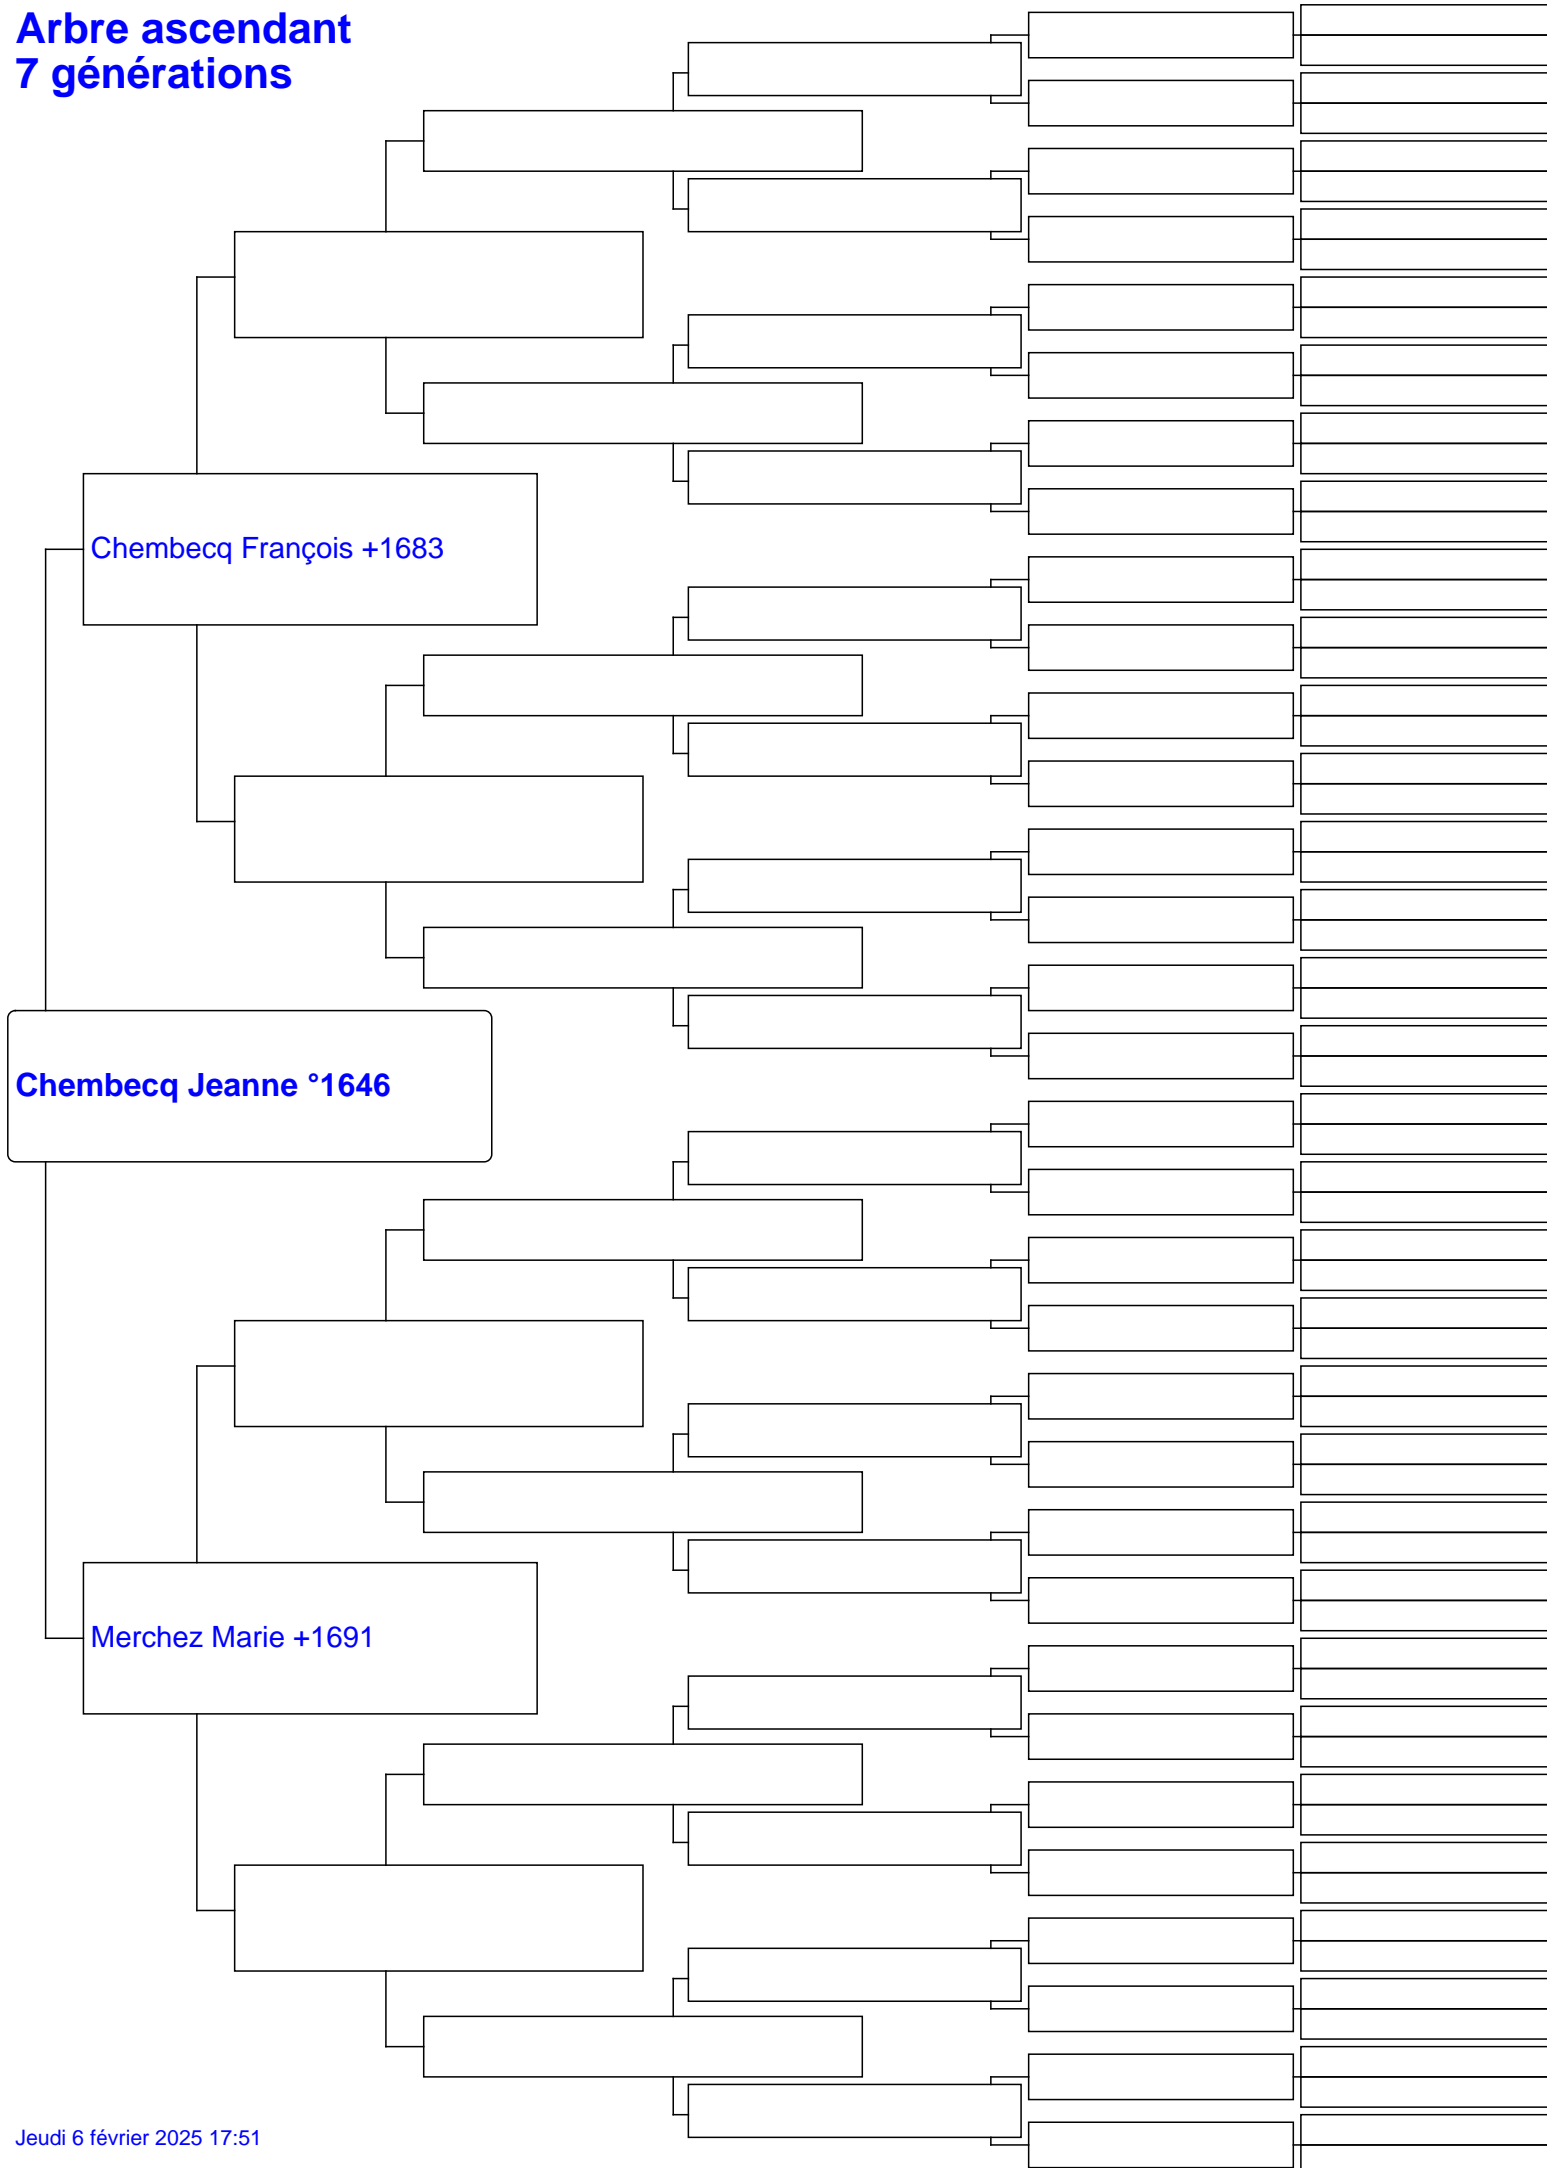 Arbre ascendant
7 générations
Chembecq François +1683
Chembecq Jeanne °1646
Merchez Marie +1691
Jeudi 6 février 2025 17:51